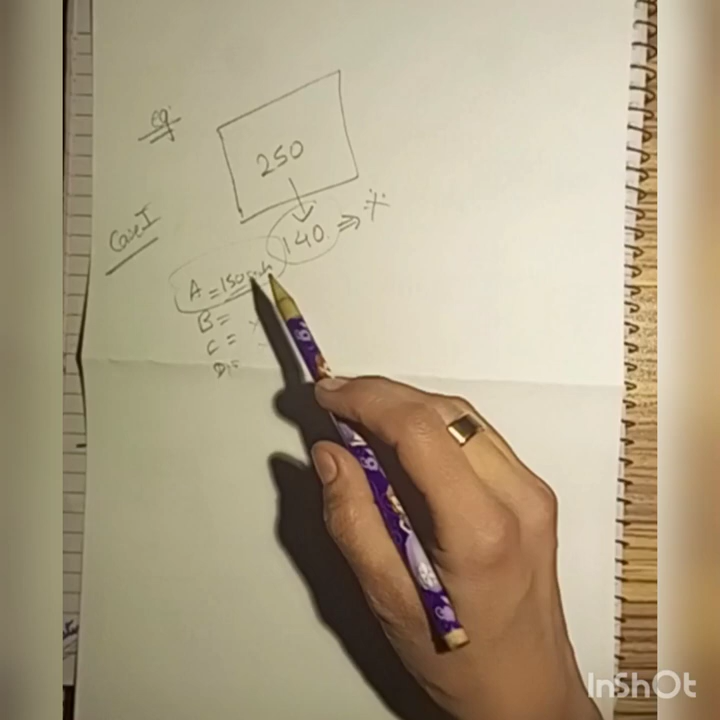 eg:
250
140 ⇒ %
Case I
A = 150
B =
C =
D =
InShOt